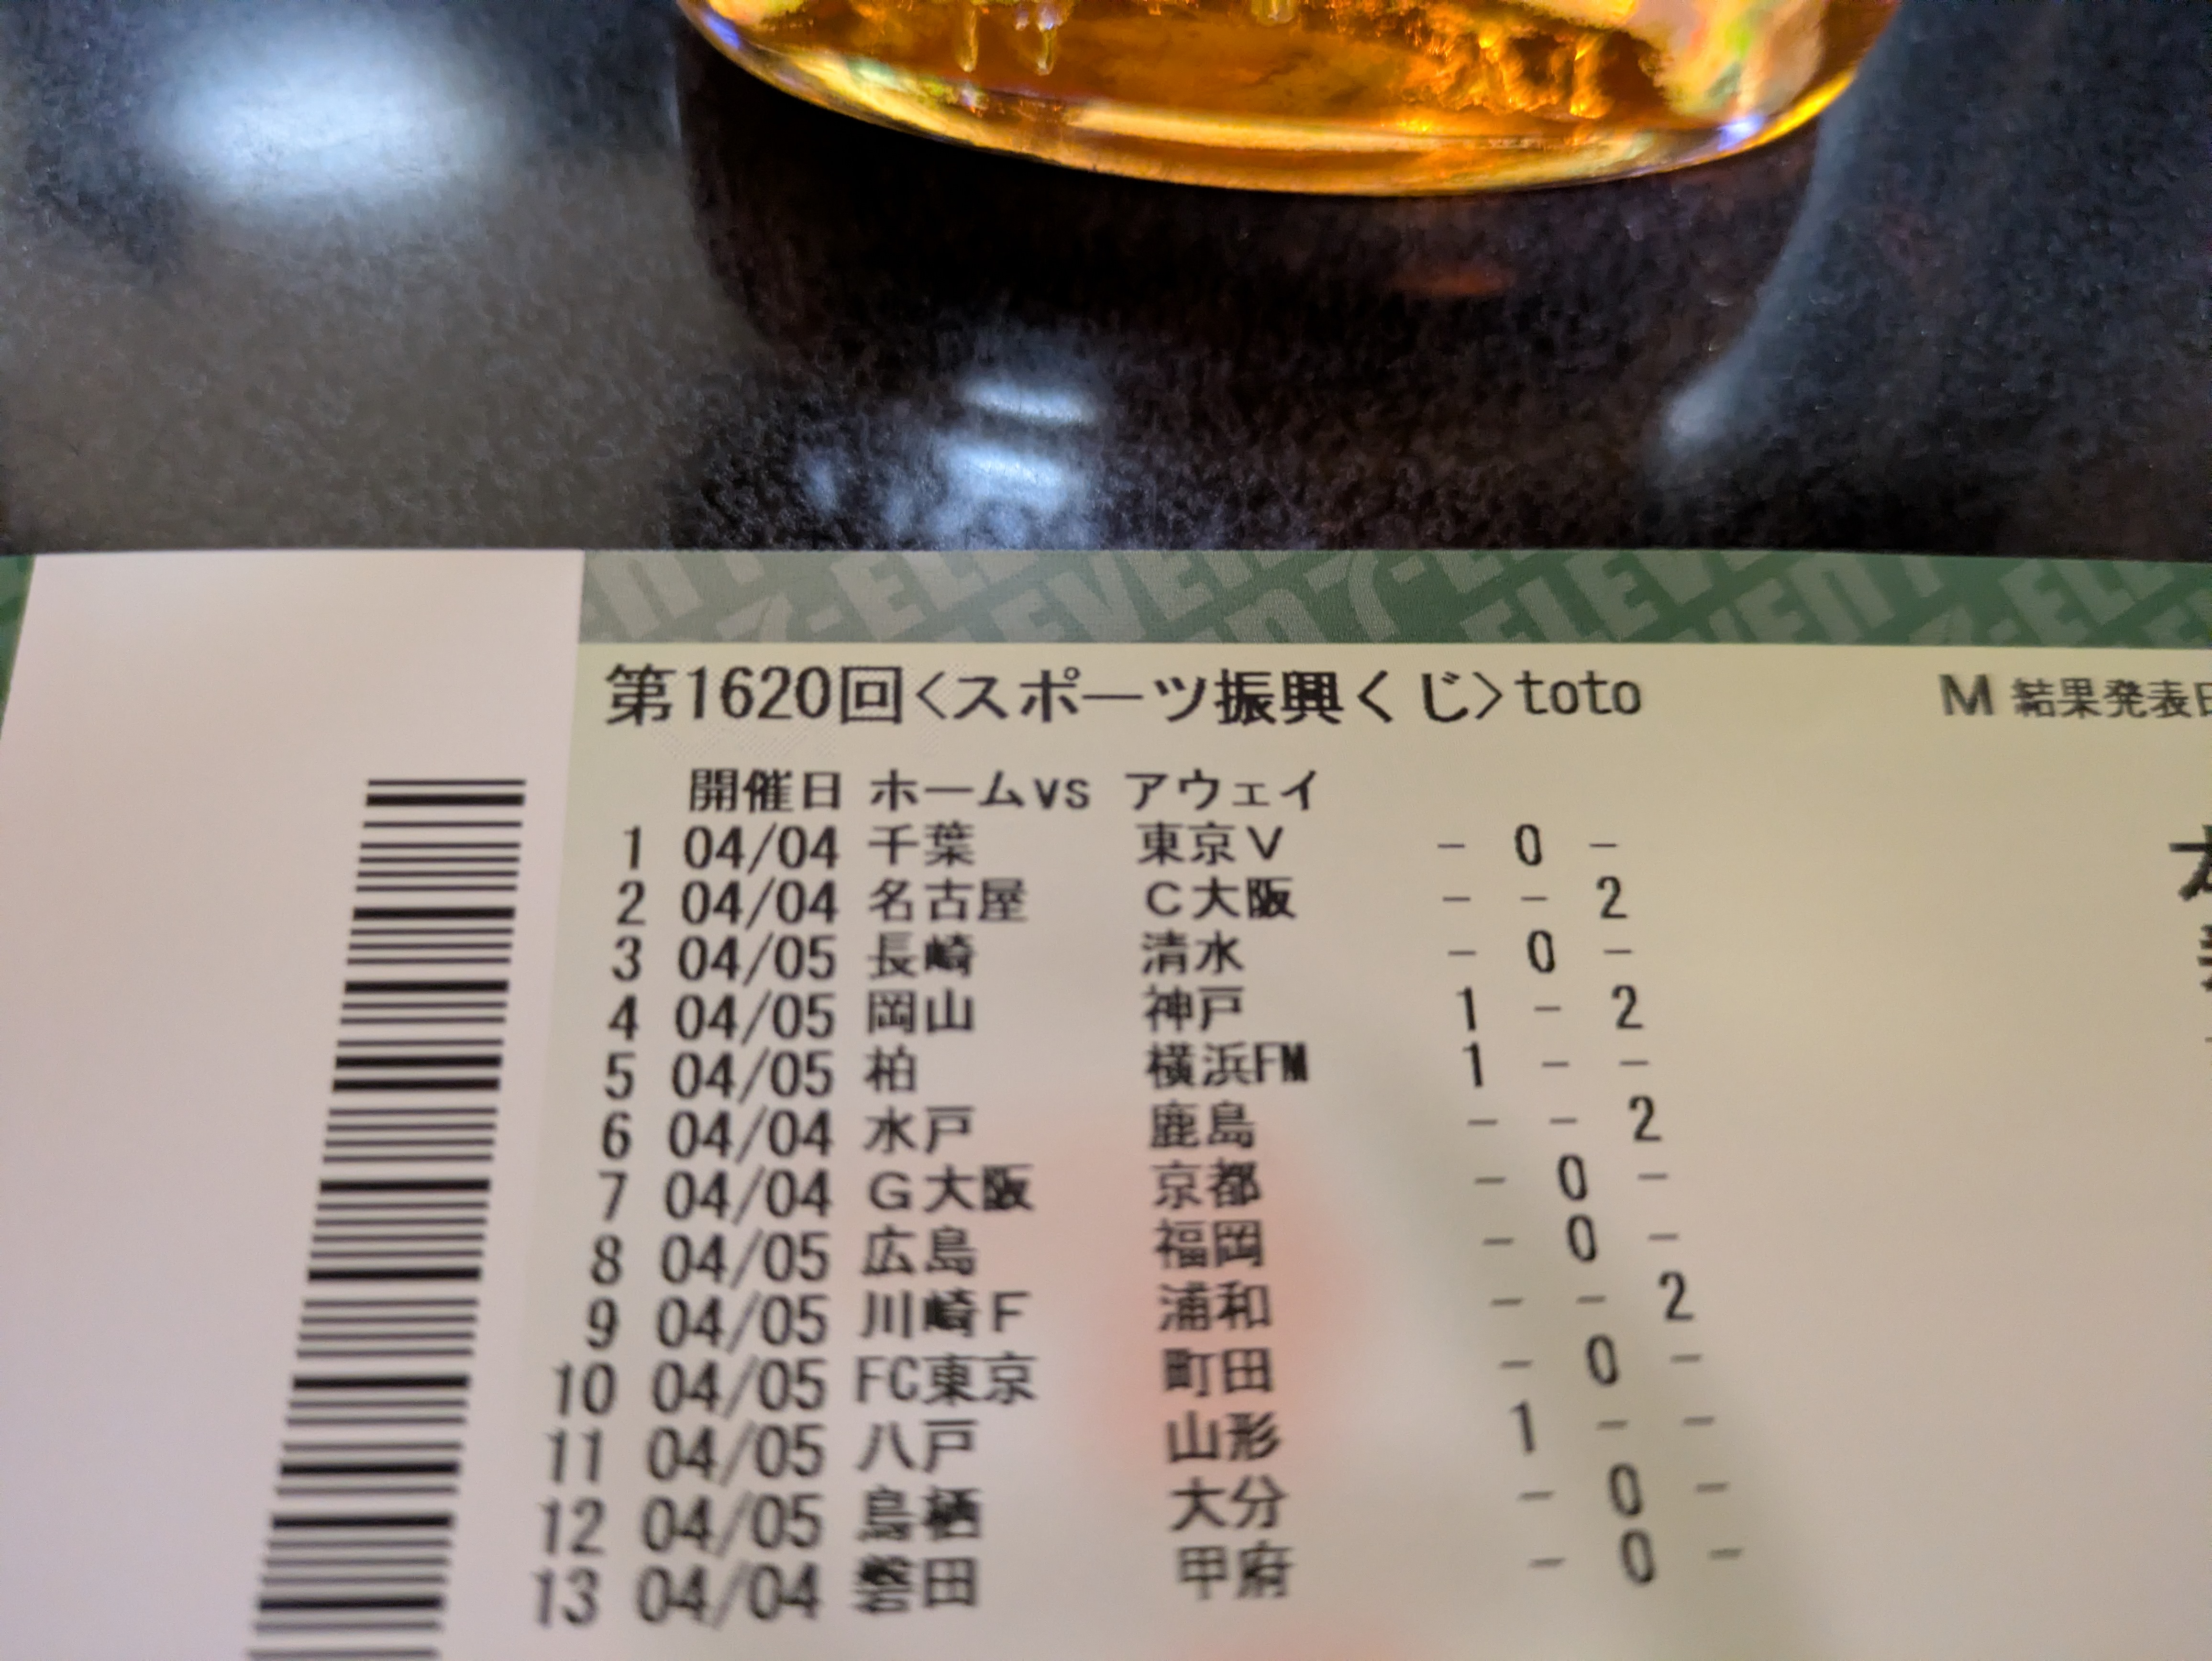 7-ELEVEN
第1620回<スポーツ振興くじ>toto M 結果発表日
開催日 ホームvs アウェイ
1 04/04 千葉 東京V - 0 -
2 04/04 名古屋 C大阪 - - 2
3 04/05 長崎 清水 - 0 -
4 04/05 岡山 神戸 1 - 2
5 04/05 柏 横浜FM 1 - -
6 04/04 水戸 鹿島 - - 2
7 04/04 G大阪 京都 - 0 -
8 04/05 広島 福岡 - 0 -
9 04/05 川崎F 浦和 - - 2
10 04/05 FC東京 町田 - 0 -
11 04/05 八戸 山形 1 - -
12 04/05 鳥栖 大分 - 0 -
13 04/04 磐田 甲府 - 0 -